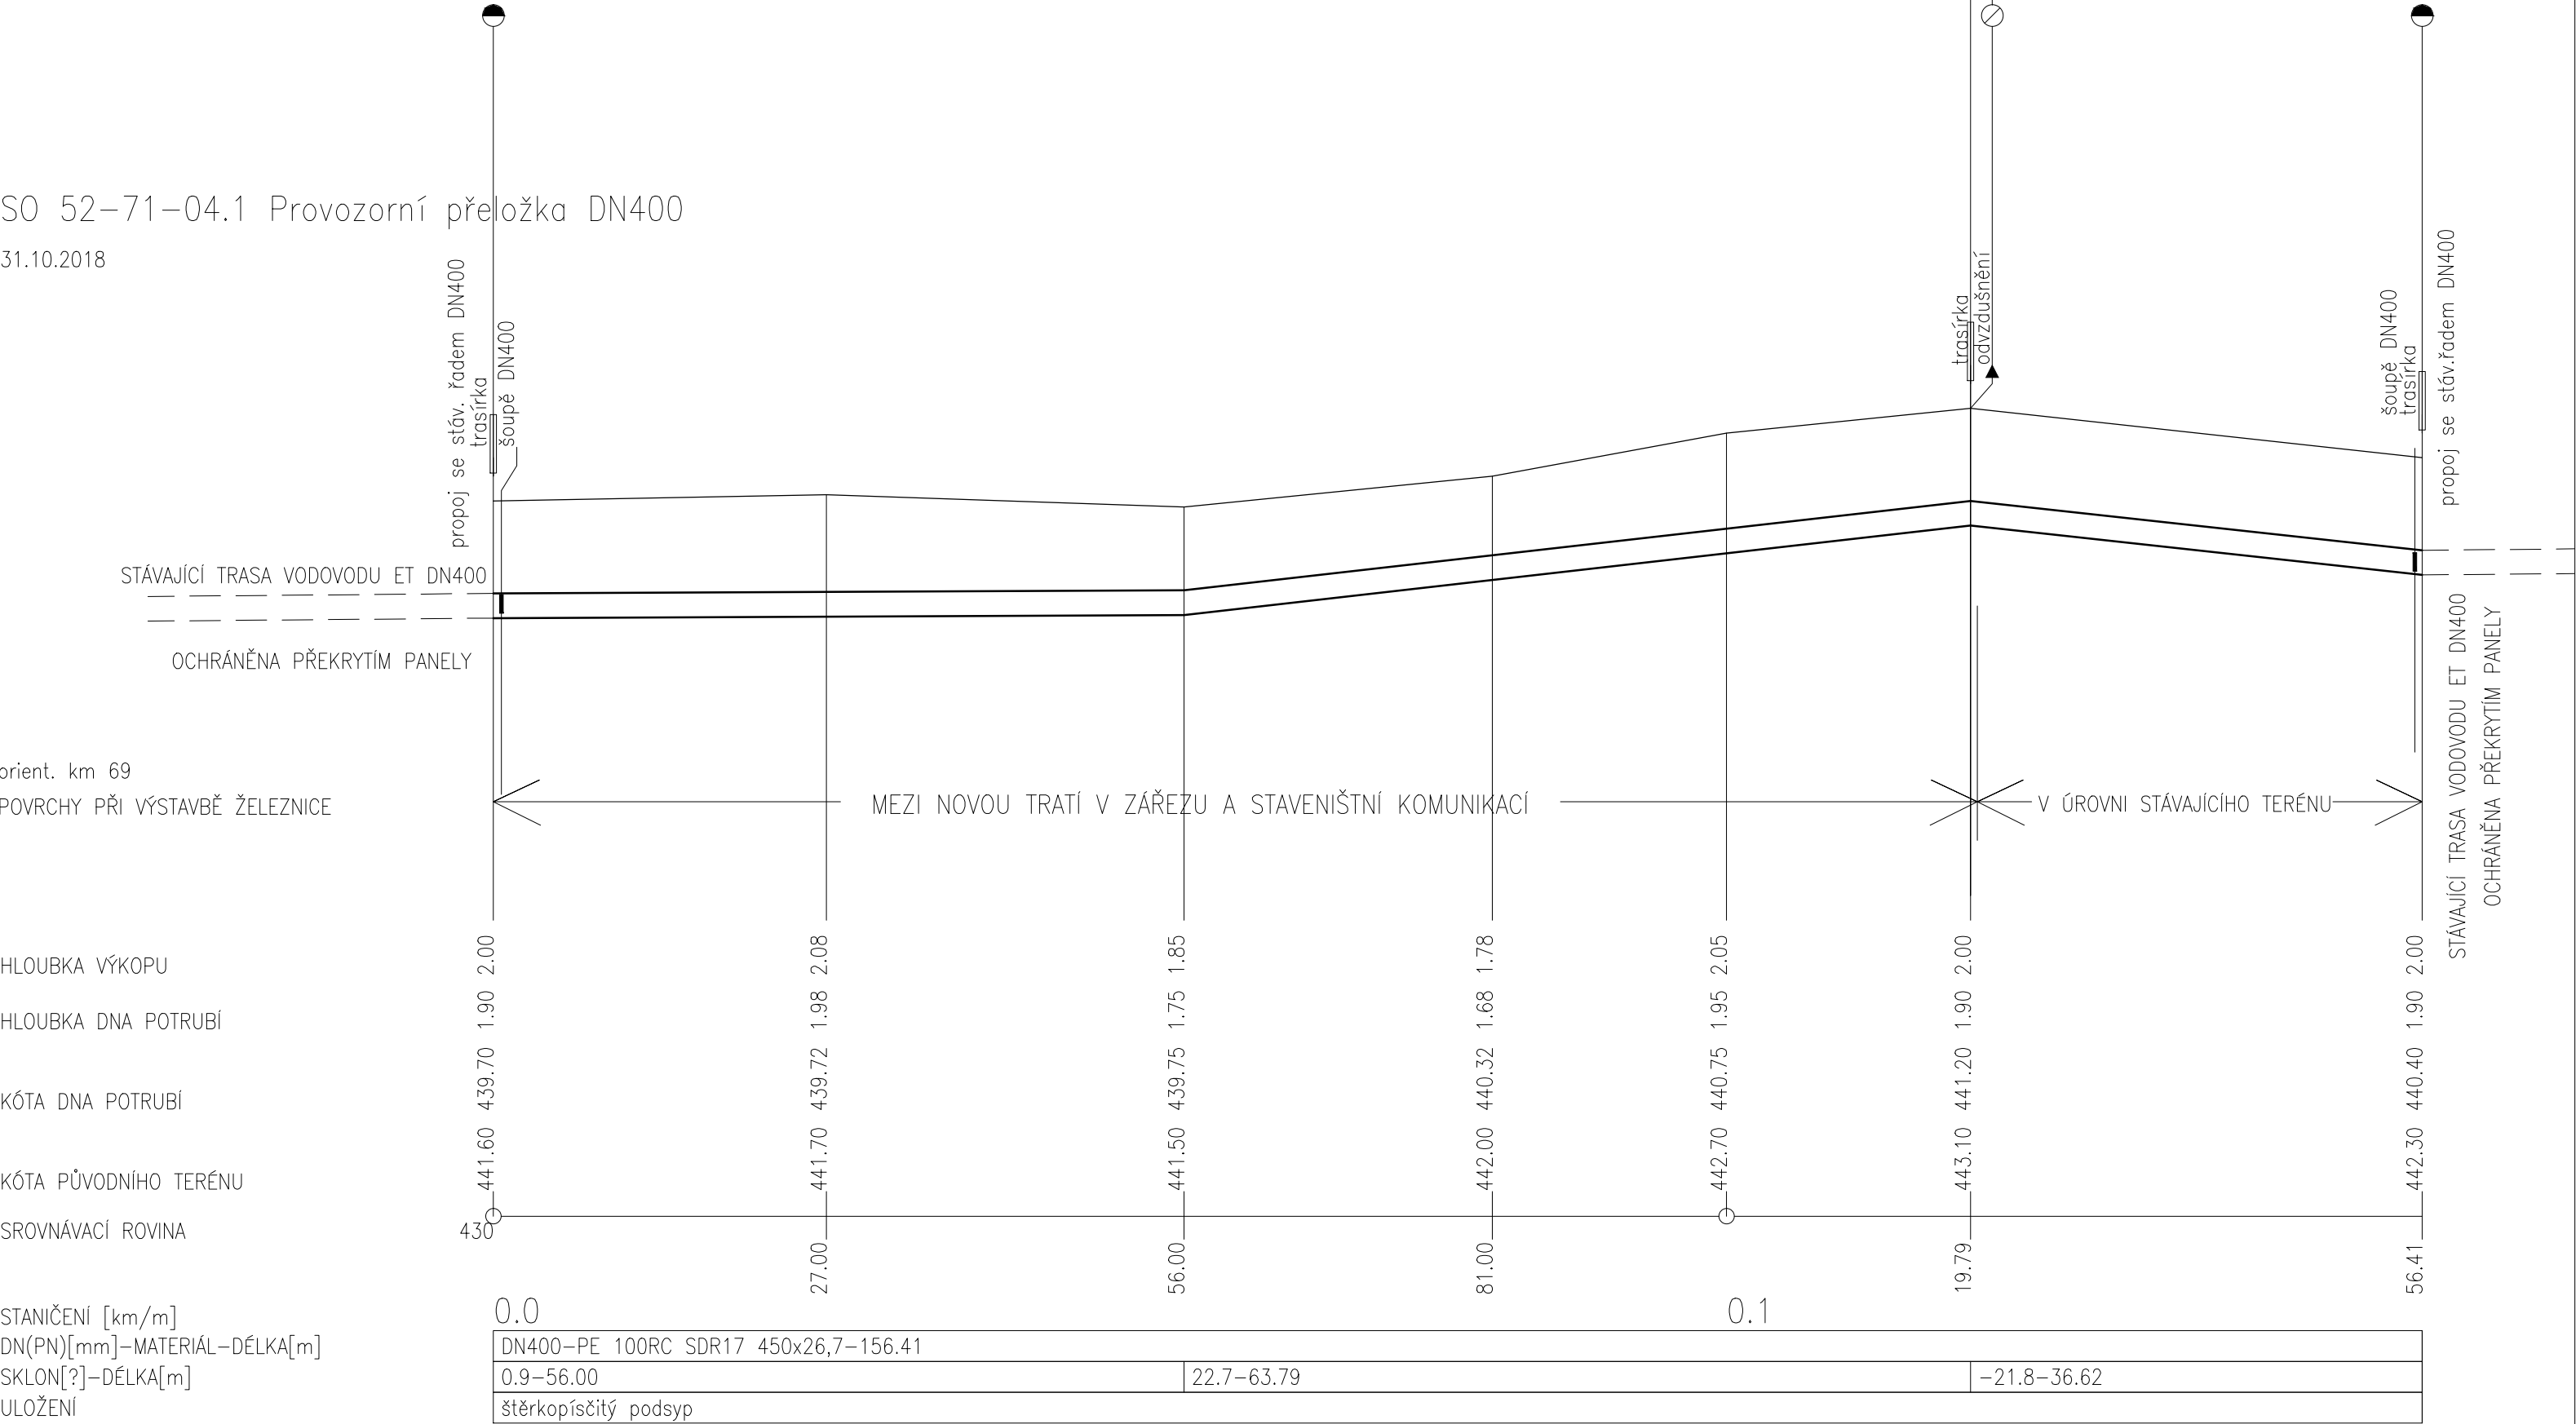 SO 52-71-04.1 Provozorní přeložka DN400
31.10.2018
propoj se stáv. řadem DN400
trasírka
šoupě DN400
trasírka
odvzdušnění
šoupě DN400
trasírka
propoj se stáv.řadem DN400
STÁVAJÍCÍ TRASA VODOVODU ET DN400
OCHRÁNĚNA PŘEKRYTÍM PANELY
STÁVAJÍCÍ TRASA VODOVODU ET DN400
OCHRÁNĚNA PŘEKRYTÍM PANELY
orient. km 69
POVRCHY PŘI VÝSTAVBĚ ŽELEZNICE
MEZI NOVOU TRATÍ V ZÁŘEZU A STAVENIŠTNÍ KOMUNIKACÍ
V ÚROVNI STÁVAJÍCÍHO TERÉNU
HLOUBKA VÝKOPU 2.00 2.08 1.85 1.78 2.05 2.00 2.00
HLOUBKA DNA POTRUBÍ 1.90 1.98 1.75 1.68 1.95 1.90 1.90
KÓTA DNA POTRUBÍ 439.70 439.72 439.75 440.32 440.75 441.20 440.40
KÓTA PŮVODNÍHO TERÉNU 441.60 441.70 441.50 442.00 442.70 443.10 442.30
SROVNÁVACÍ ROVINA 430
27.00 56.00 81.00 19.79 56.41
STANIČENÍ [km/m] 0.0 0.1
DN(PN)[mm]-MATERIÁL-DÉLKA[m] DN400-PE 100RC SDR17 450x26,7-156.41
SKLON[?]-DÉLKA[m] 0.9-56.00 22.7-63.79 -21.8-36.62
ULOŽENÍ štěrkopísčitý podsyp